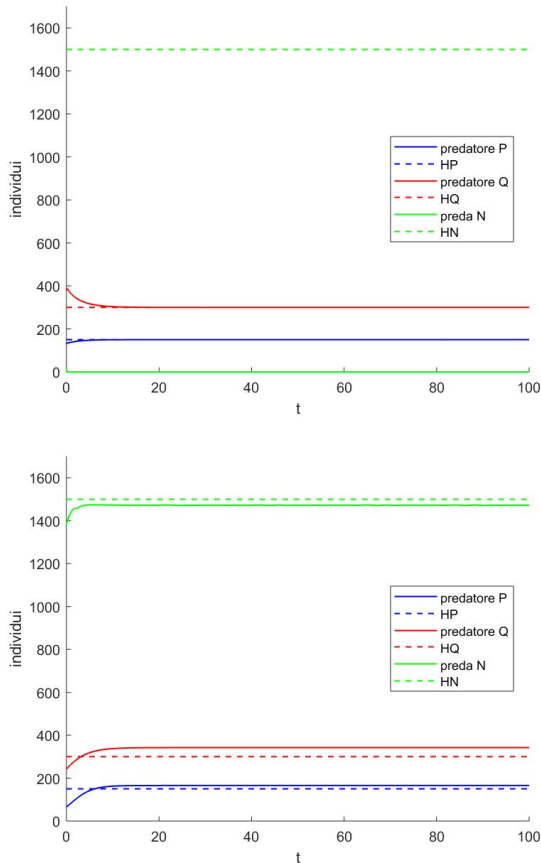 1600
1400
1200
1000
800
600
400
200
0
individui
predatore P
HP
predatore Q
HQ
preda N
HN
0 20 40 60 80 100
t
1600
1400
1200
1000
800
600
400
200
0
individui
predatore P
HP
predatore Q
HQ
preda N
HN
0 20 40 60 80 100
t